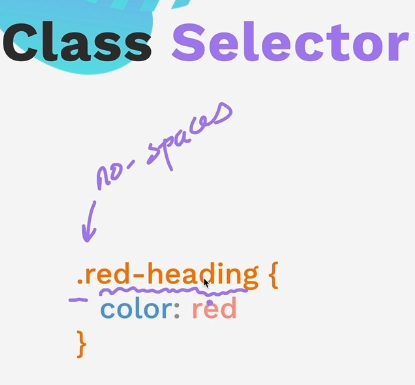 Class Selector
no-spaces
.red-heading {
color: red
}